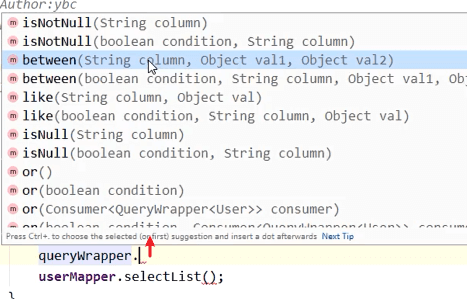 Author:ybc
isNotNull(String column)
isNotNull(boolean condition, String column)
between(String column, Object val1, Object val2)
between(boolean condition, String column, Object val1, Ob
like(String column, Object val)
like(boolean condition, String column, Object val)
isNull(String column)
isNull(boolean condition, String column)
or()
or(boolean condition)
or(Consumer<QueryWrapper<User>> consumer)
or(boolean condition, Consumer<QueryWrapper<User>> consume
Press Ctrl+. to choose the selected (or first) suggestion and insert a dot afterwards Next Tip
queryWrapper.
userMapper.selectList();
}